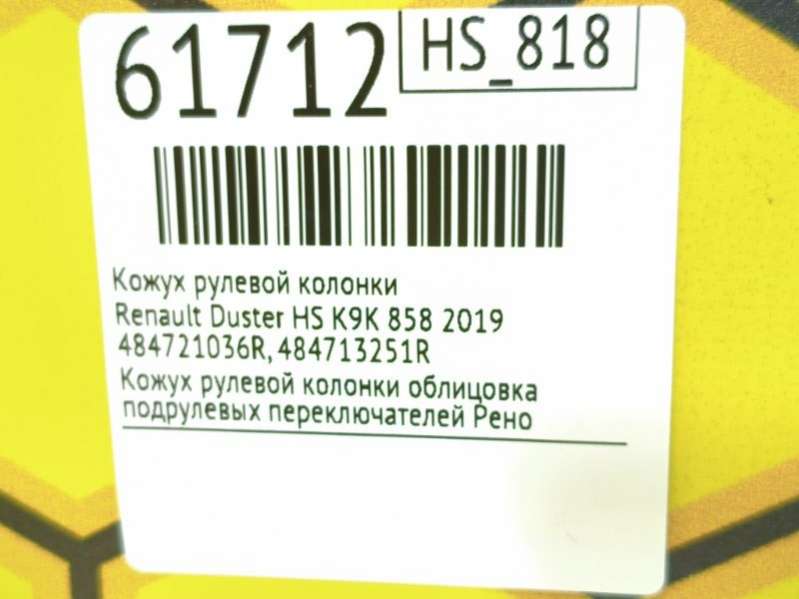 61712
HS_818
Кожух рулевой колонки
Renault Duster HS K9K 858 2019
484721036R, 484713251R
Кожух рулевой колонки облицовка
подрулевых переключателей Рено